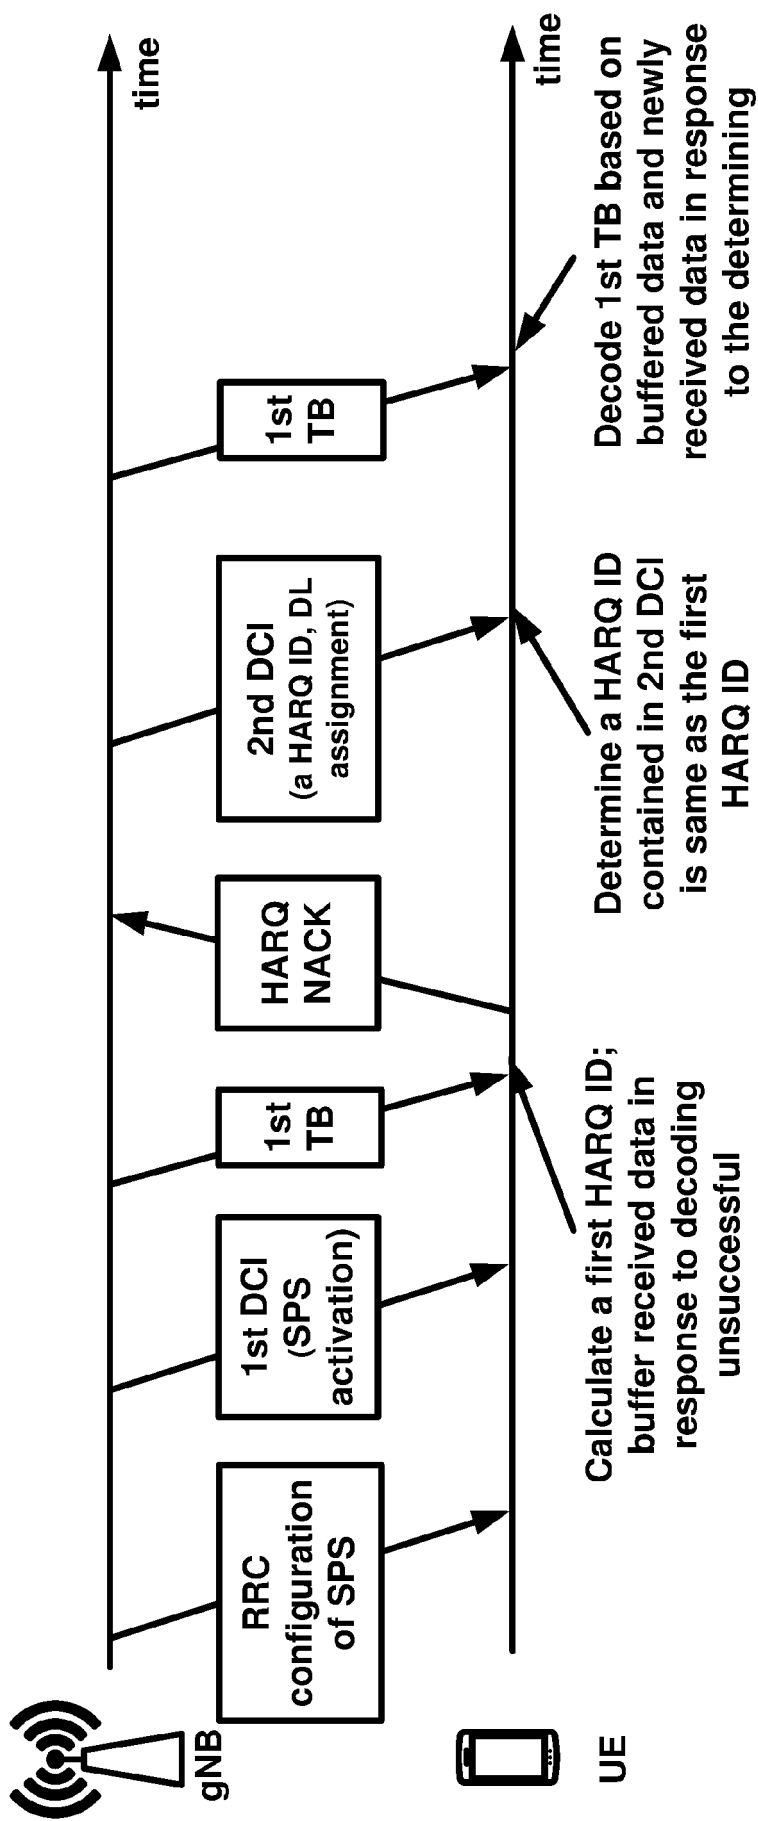 gNB
RRC
configuration
of SPS
1st DCI
(SPS
activation)
1st
TB
HARQ
NACK
2nd DCI
(a HARQ ID, DL
assignment)
1st
TB
time
UE
time
Calculate a first HARQ ID;
buffer received data in
response to decoding
unsuccessful
Determine a HARQ ID
contained in 2nd DCI
is same as the first
HARQ ID
Decode 1st TB based on
buffered data and newly
received data in response
to the determining